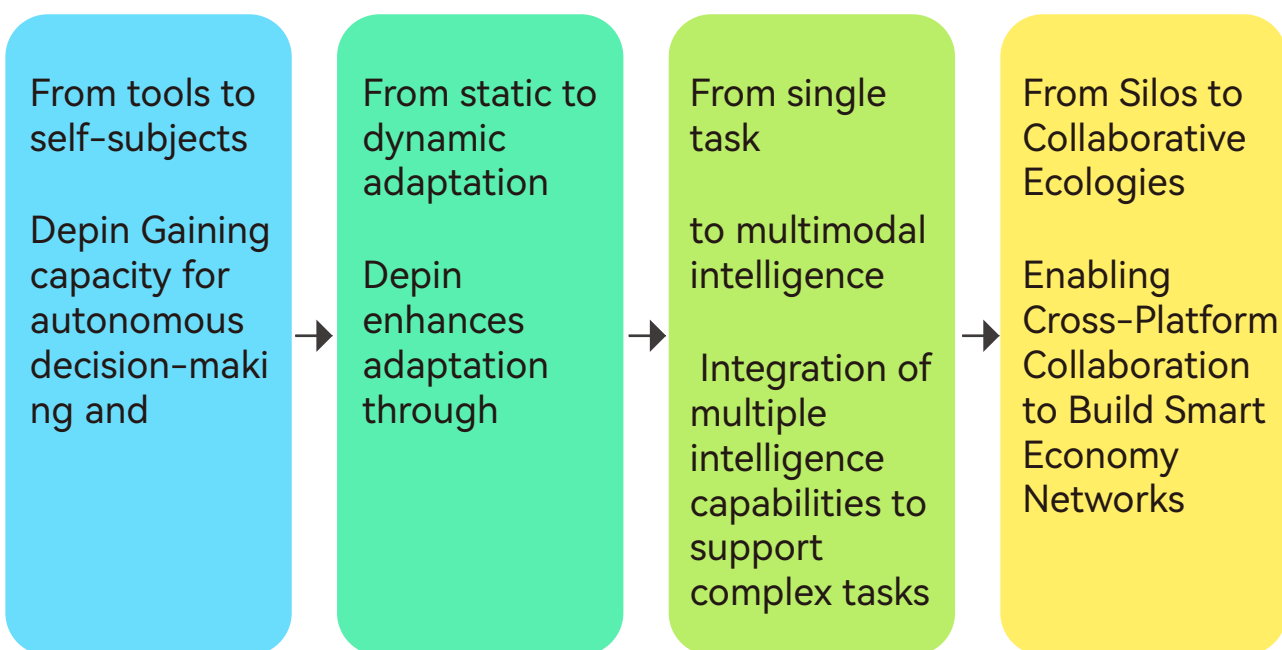 From tools to
self-subjects
Depin Gaining
capacity for
autonomous
decision-maki
ng and
From static to
dynamic
adaptation
Depin
enhances
adaptation
through
From single
task
to multimodal
intelligence
Integration of
multiple
intelligence
capabilities to
support
complex tasks
From Silos to
Collaborative
Ecologies
Enabling
Cross-Platform
Collaboration
to Build Smart
Economy
Networks